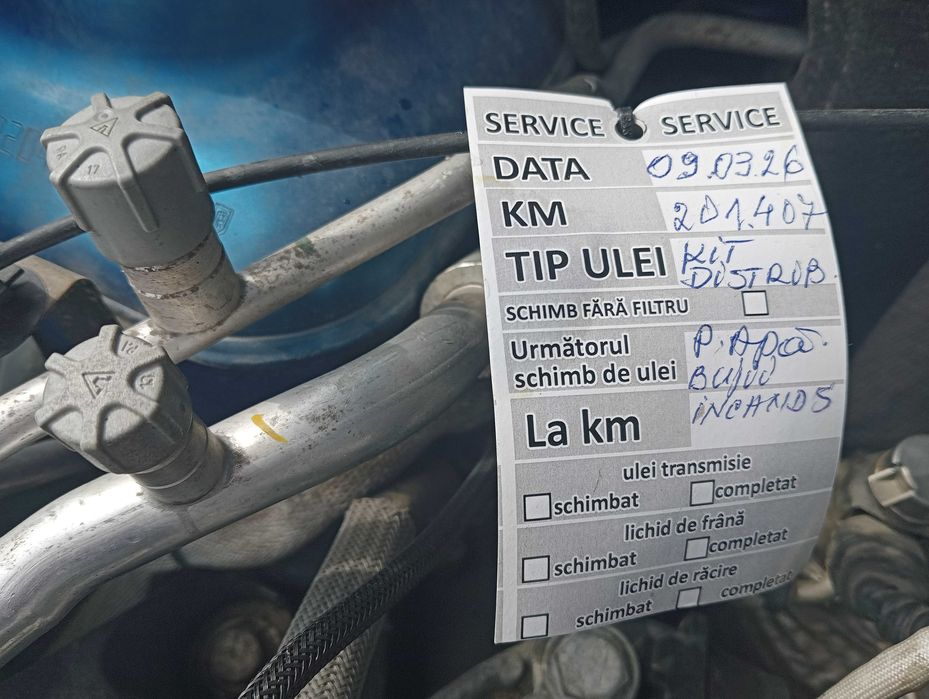 SERVICE SERVICE
DATA 09.03.26
KM 201.407
TIP ULEI KIT
DISTRIB.
SCHIMB FĂRĂ FILTRU
Următorul schimb de ulei P. Apă.
BUJII
La km INCAND5
ulei transmisie
schimbat completat
lichid de frână
schimbat completat
lichid de răcire
schimbat completat